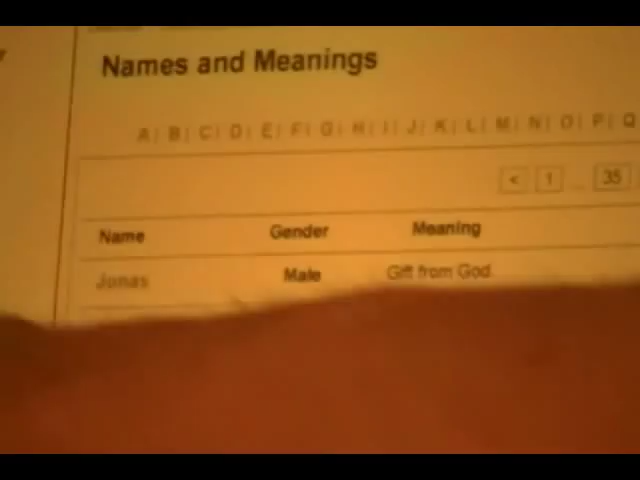 Names and Meanings
A | B | C | D | E | F | G | H | I | J | K | L | M | N | O | P | Q
< 1 ... 35
Name Gender Meaning
Jonas Male Gift from God